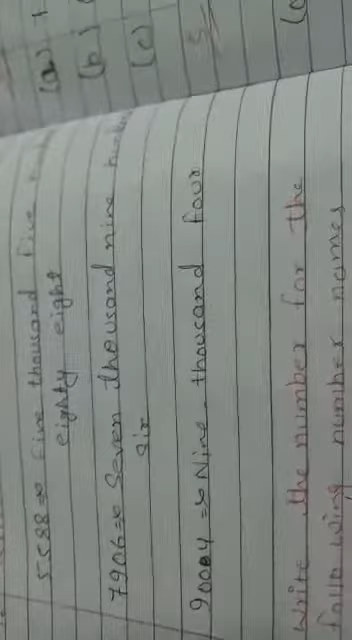 (a)
(b)
(c)
5588 ⇒ Five thousand five
eighty eight
7906 ⇒ Seven thousand nine
six
90004 ⇒ Nine thousand four
Write the number for the
following number names